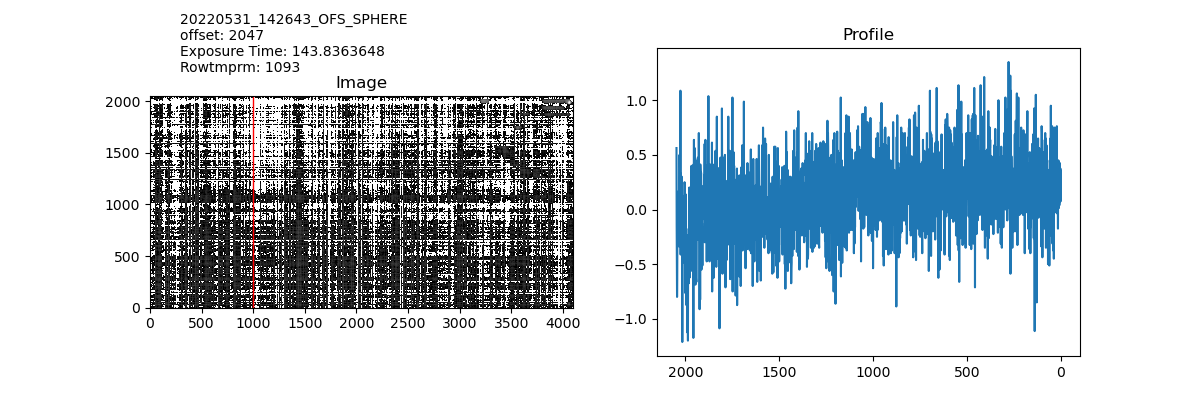 20220531_142643_OFS_SPHERE
offset: 2047
Exposure Time: 143.8363648
Rowtmprm: 1093
Image
2000
1500
1000
500
0
0 500 1000 1500 2000 2500 3000 3500 4000
Profile
1.0
0.5
0.0
−0.5
−1.0
2000 1500 1000 500 0